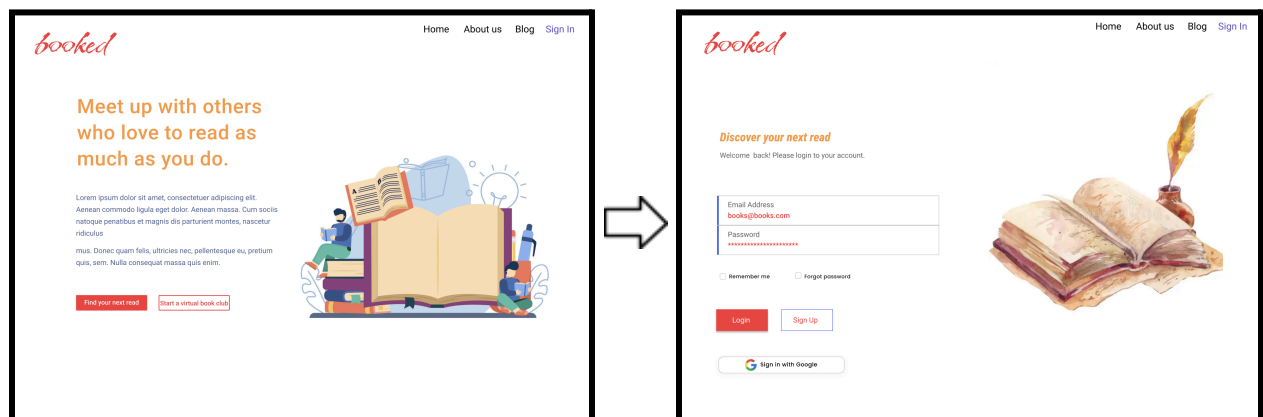 booked
Home About us Blog Sign In
Meet up with others
who love to read as
much as you do.
Lorem ipsum dolor sit amet, consectetuer adipiscing elit.
Aenean commodo ligula eget dolor. Aenean massa. Cum sociis
natoque penatibus et magnis dis parturient montes, nascetur
ridiculus
mus. Donec quam felis, ultricies nec, pellentesque eu, pretium
quis, sem. Nulla consequat massa quis enim.
Find your next read Start a virtual book club
A B
booked
Home About us Blog Sign In
Discover your next read
Welcome back! Please login to your account.
Email Address
books@books.com
Password
**********************
Remember me Forgot password
Login Sign Up
Sign in with Google